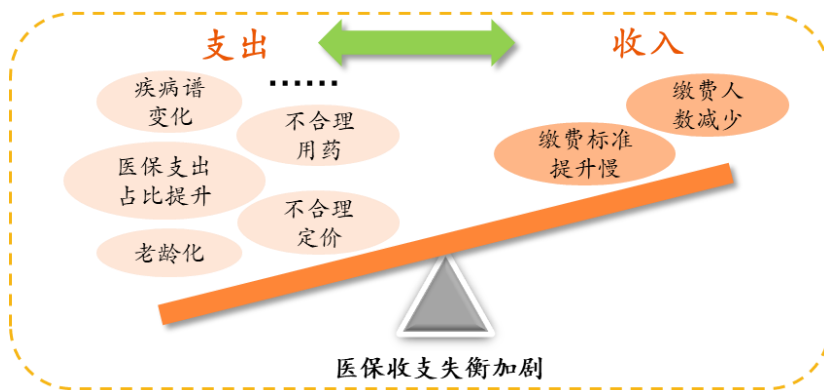 支出
收入
疾病谱
变化
……
不合理
用药
医保支出
占比提升
不合理
定价
老龄化
缴费人
数减少
缴费标准
提升慢
医保收支失衡加剧